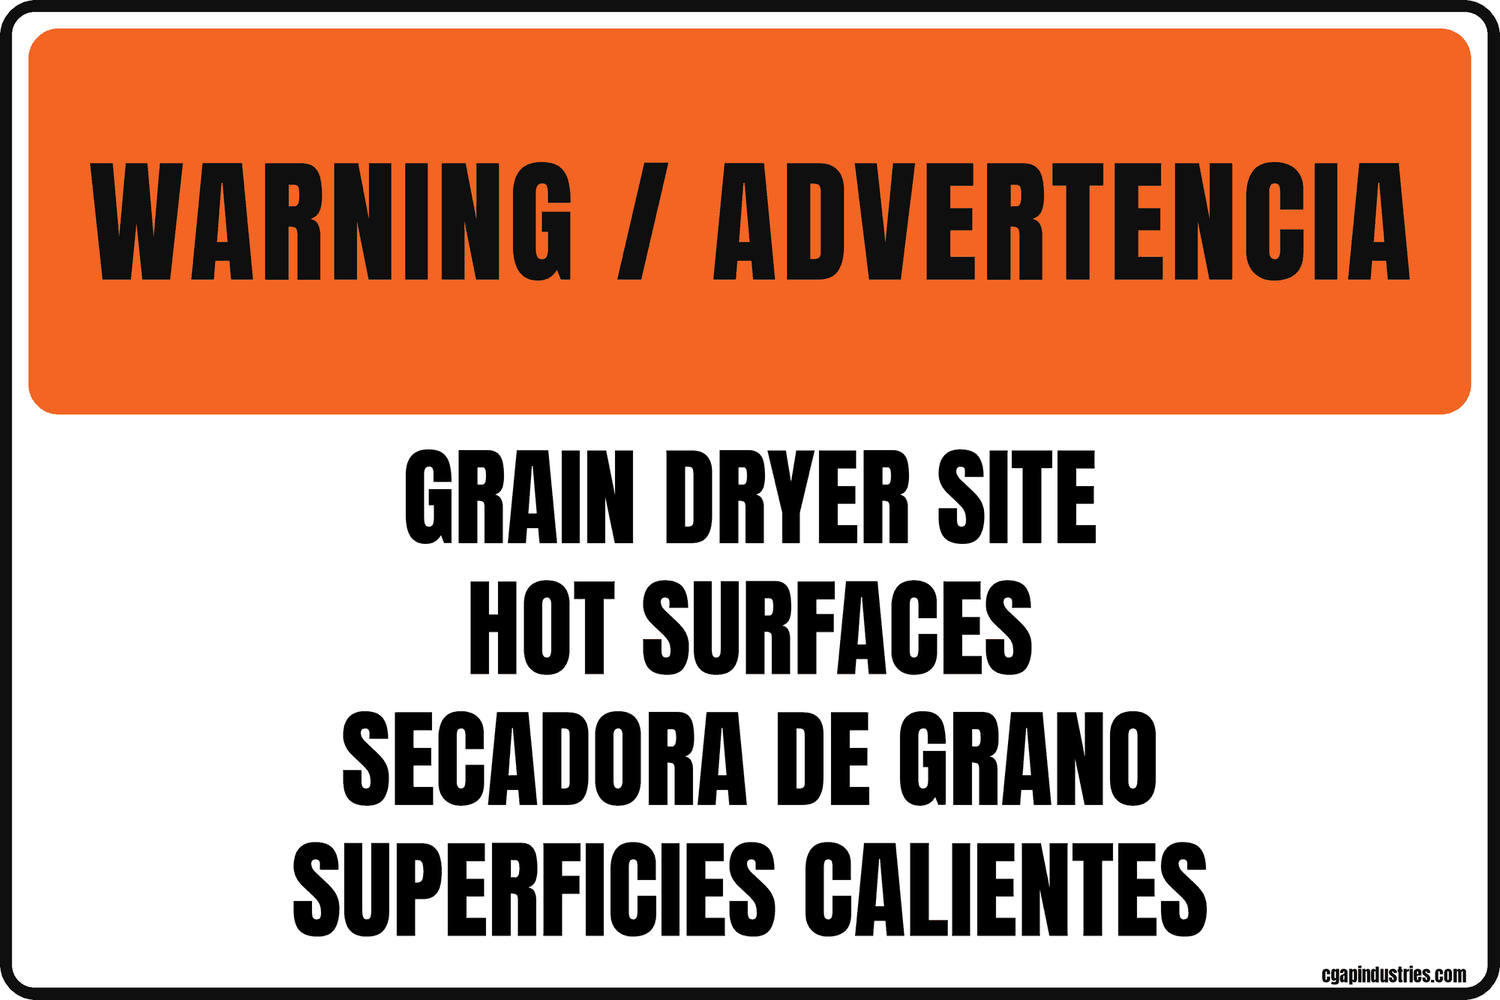 WARNING / ADVERTENCIA
GRAIN DRYER SITE
HOT SURFACES
SECADORA DE GRANO
SUPERFICIES CALIENTES
cgapindustries.com